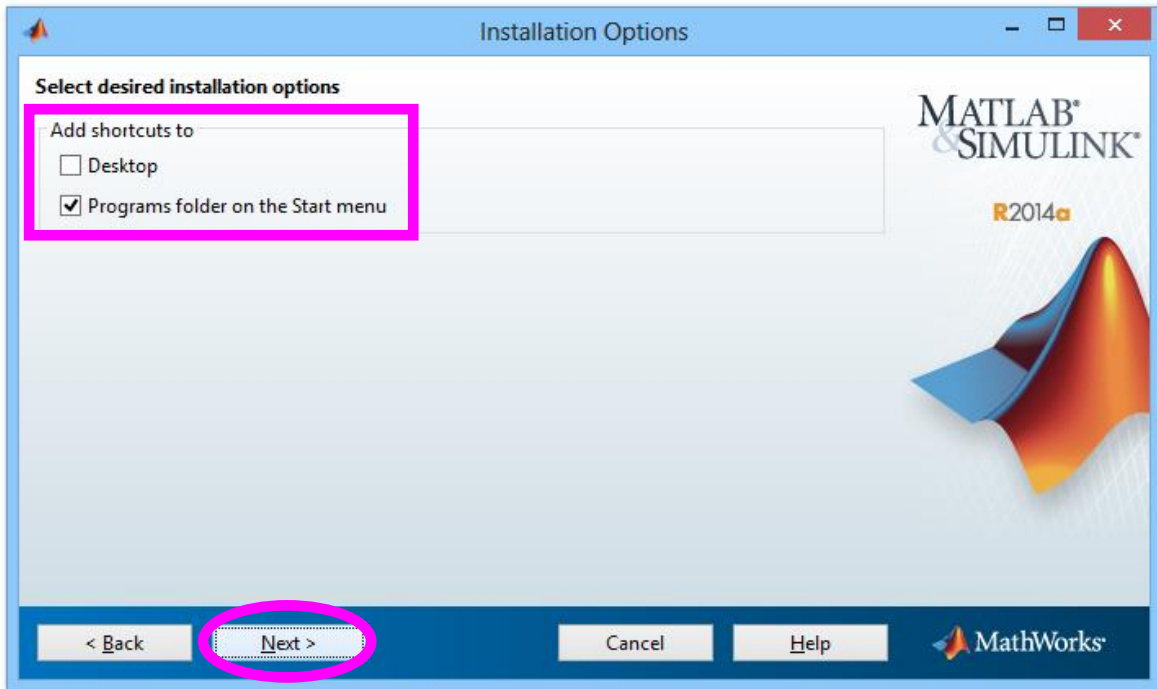 Installation Options
Select desired installation options
Add shortcuts to
Desktop
Programs folder on the Start menu
MATLAB®
&SIMULINK®
R2014a
< Back
Next >
Cancel
Help
MathWorks®